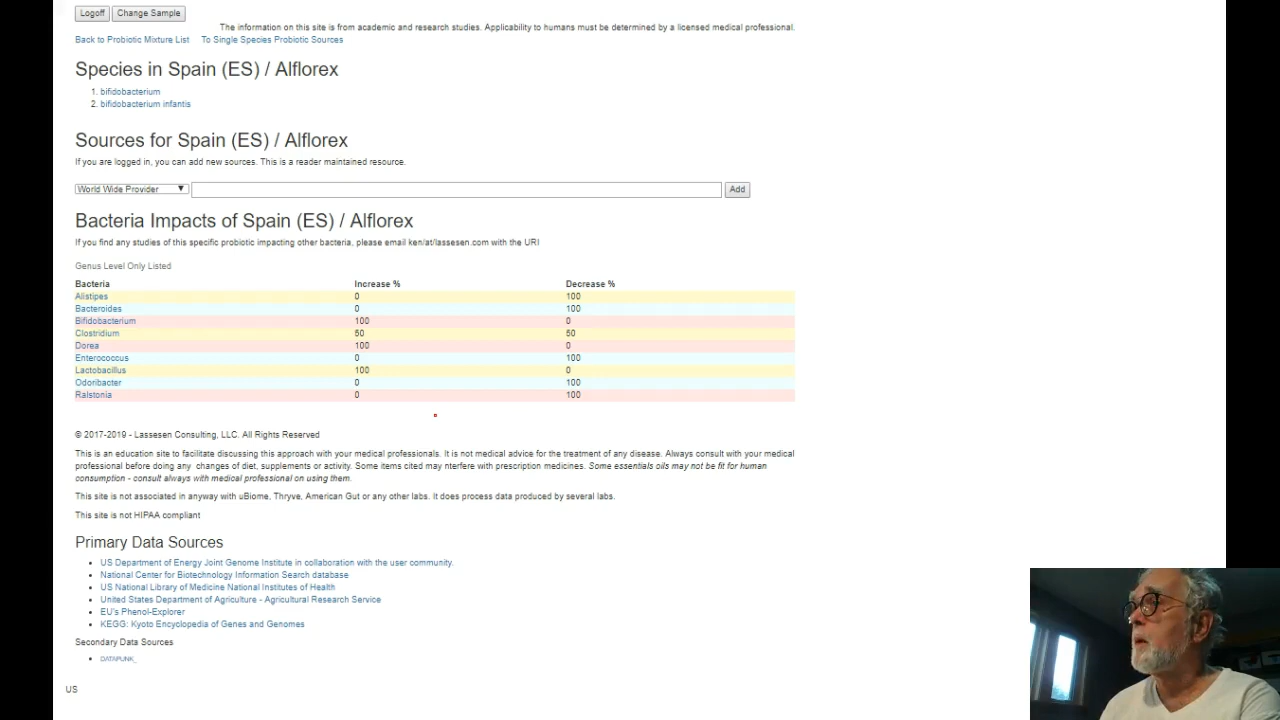 Logoff Change Sample
The information on this site is from academic and research studies. Applicability to humans must be determined by a licensed medical professional.
Back to Probiotic Mixture List To Single Species Probiotic Sources
Species in Spain (ES) / Alflorex
1. bifidobacterium
2. bifidobacterium infantis
Sources for Spain (ES) / Alflorex
If you are logged in, you can add new sources. This is a reader maintained resource.
World Wide Provider ▼ Add
Bacteria Impacts of Spain (ES) / Alflorex
If you find any studies of this specific probiotic impacting other bacteria, please email ken/at/lassesen.com with the URI
Genus Level Only Listed
Bacteria Increase % Decrease %
Alistipes 0 100
Bacteroides 0 100
Bifidobacterium 100 0
Clostridium 50 50
Dorea 100 0
Enterococcus 0 100
Lactobacillus 100 0
Odoribacter 0 100
Ralstonia 0 100
© 2017-2019 - Lassesen Consulting, LLC. All Rights Reserved
This is an education site to facilitate discussing this approach with your medical professionals. It is not medical advice for the treatment of any disease. Always consult with your medical
professional before doing any changes of diet, supplements or activity. Some items cited may nterfere with prescription medicines. Some essentials oils may not be fit for human
consumption - consult always with medical professional on using them.
This site is not associated in anyway with uBiome, Thryve, American Gut or any other labs. It does process data produced by several labs.
This site is not HIPAA compliant
Primary Data Sources
• US Department of Energy Joint Genome Institute in collaboration with the user community.
• National Center for Biotechnology Information Search database
• US National Library of Medicine National Institutes of Health
• United States Department of Agriculture - Agricultural Research Service
• EU's Phenol-Explorer
• KEGG: Kyoto Encyclopedia of Genes and Genomes
Secondary Data Sources
• DATAPUNK_
US